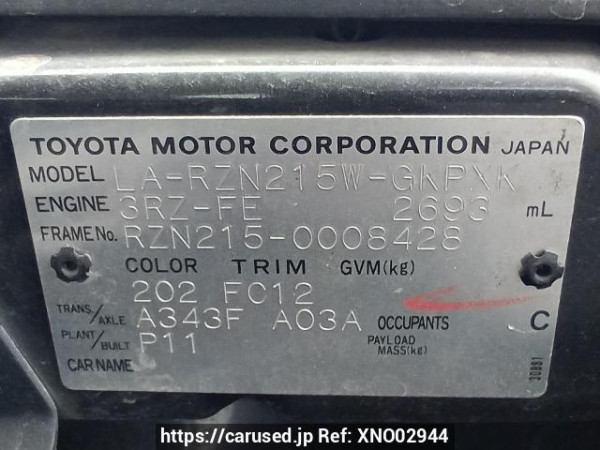 TOYOTA MOTOR CORPORATION JAPAN
MODEL LA-RZN215W-GKPXK
ENGINE 3RZ-FE 2693 mL
FRAME No. RZN215-0008428
COLOR TRIM GVM(kg)
202 FC12
TRANS./AXLE A343F A03A OCCUPANTS C
PLANT/BUILT P11 PAYLOAD MASS(kg)
CAR NAME
30881
https://carused.jp Ref: XNO02944